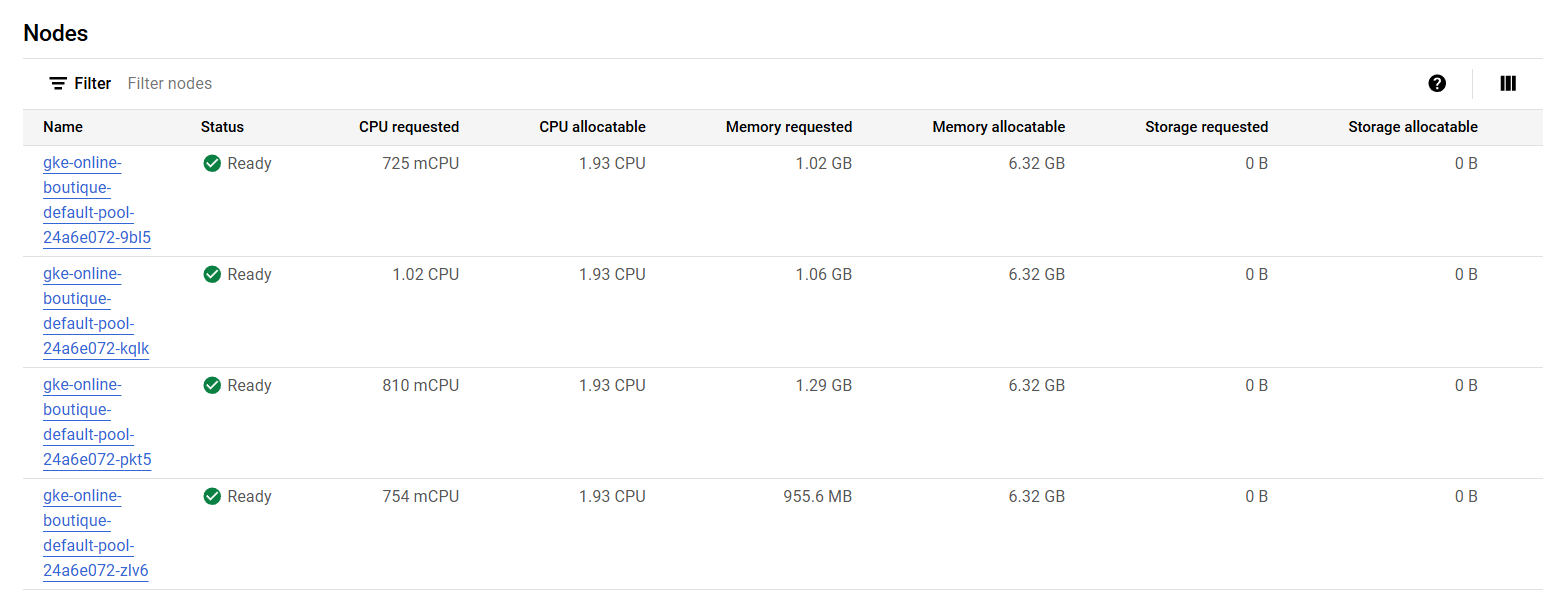 Nodes
Filter Filter nodes
Name Status CPU requested CPU allocatable Memory requested Memory allocatable Storage requested Storage allocatable
gke-online- Ready 725 mCPU 1.93 CPU 1.02 GB 6.32 GB 0 B 0 B
boutique-
default-pool-
24a6e072-9bl5
gke-online- Ready 1.02 CPU 1.93 CPU 1.06 GB 6.32 GB 0 B 0 B
boutique-
default-pool-
24a6e072-kqlk
gke-online- Ready 810 mCPU 1.93 CPU 1.29 GB 6.32 GB 0 B 0 B
boutique-
default-pool-
24a6e072-pkt5
gke-online- Ready 754 mCPU 1.93 CPU 955.6 MB 6.32 GB 0 B 0 B
boutique-
default-pool-
24a6e072-zlv6